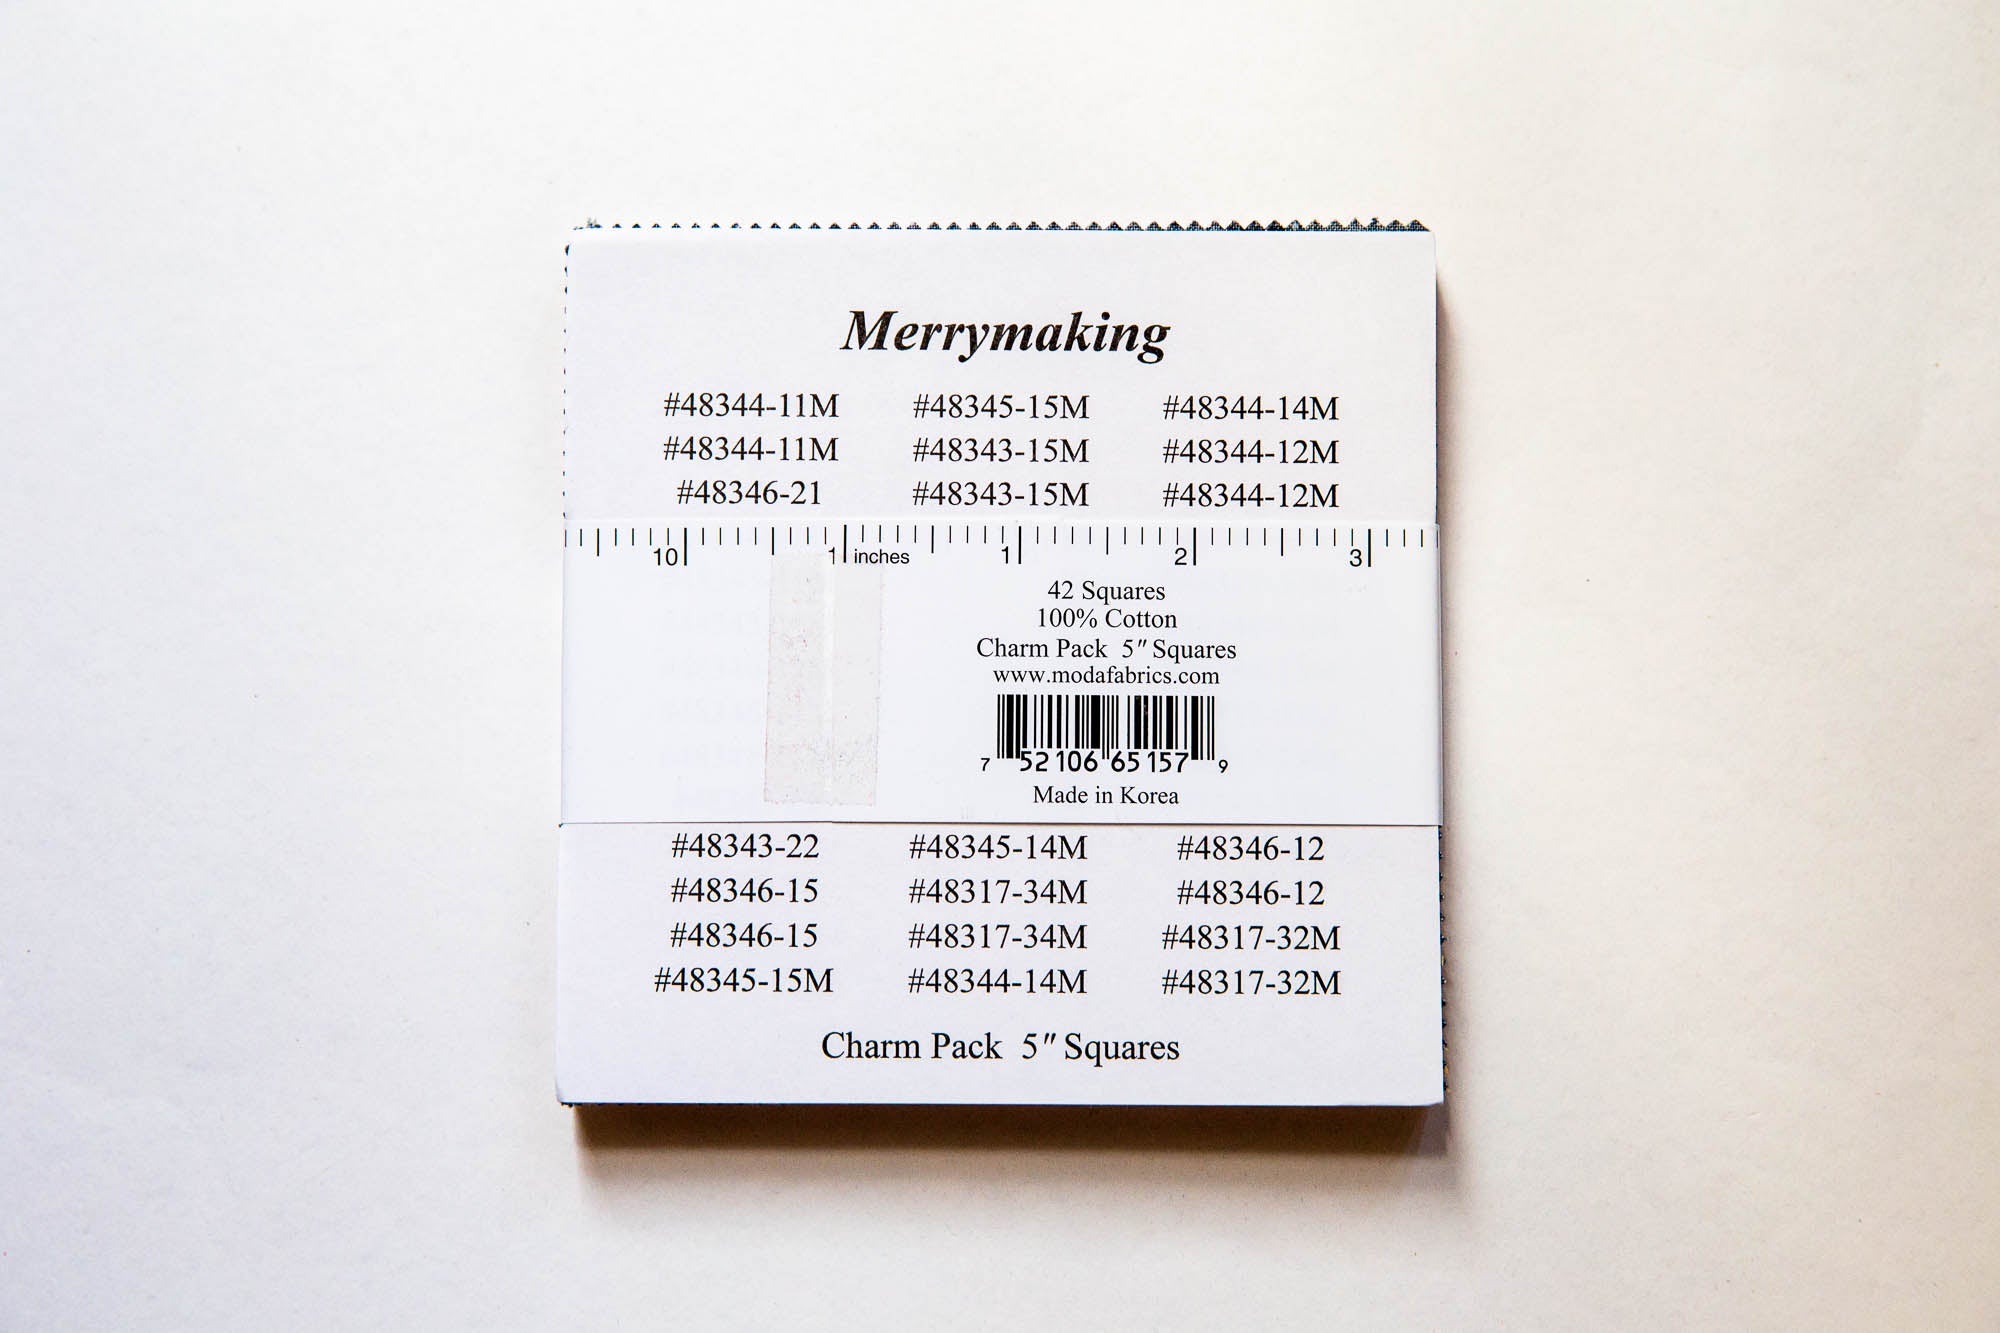 Merrymaking
#48344-11M #48345-15M #48344-14M
#48344-11M #48343-15M #48344-12M
#48346-21 #48343-15M #48344-12M
10 1 inches 1 2 3
42 Squares
100% Cotton
Charm Pack 5" Squares
www.modafabrics.com
7 52106 65157 9
Made in Korea
#48343-22 #48345-14M #48346-12
#48346-15 #48317-34M #48346-12
#48346-15 #48317-34M #48317-32M
#48345-15M #48344-14M #48317-32M
Charm Pack 5" Squares